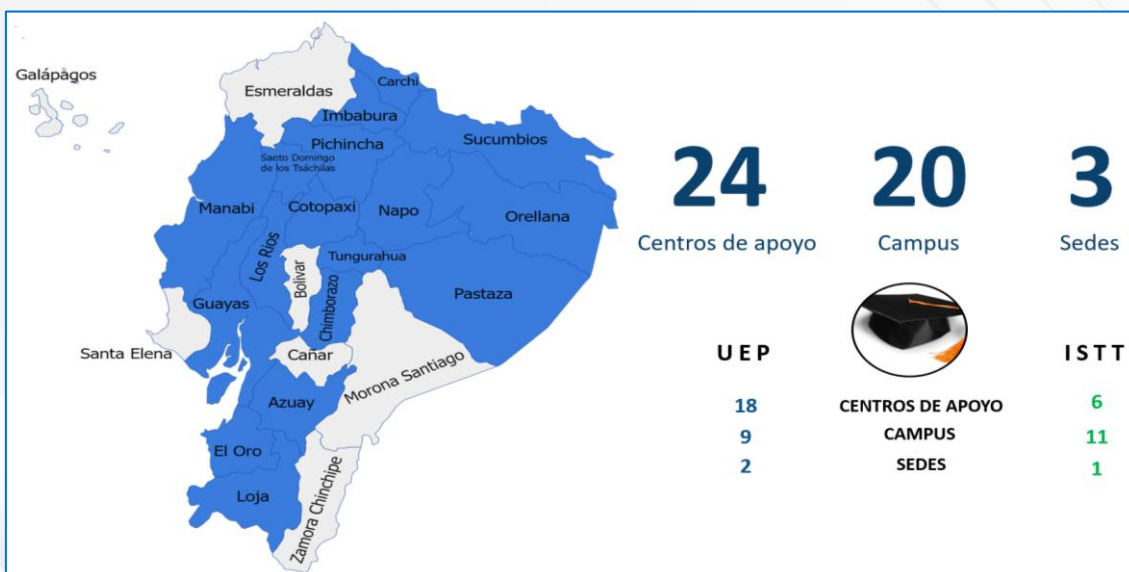 Galápagos
Esmeraldas
Carchi
Imbabura
Sucumbios
Pichincha
Santo Domingo
de los Tsáchilas
Manabi
Cotopaxi
Napo
Orellana
Los Rios
Tungurahua
Bolivar
Chimborazo
Pastaza
Guayas
Santa Elena
Cañar
Morona Santiago
Azuay
El Oro
Loja
Zamora Chinchipe
24 20 3
Centros de apoyo Campus Sedes
UEP ISTT
18 CENTROS DE APOYO 6
9 CAMPUS 11
2 SEDES 1